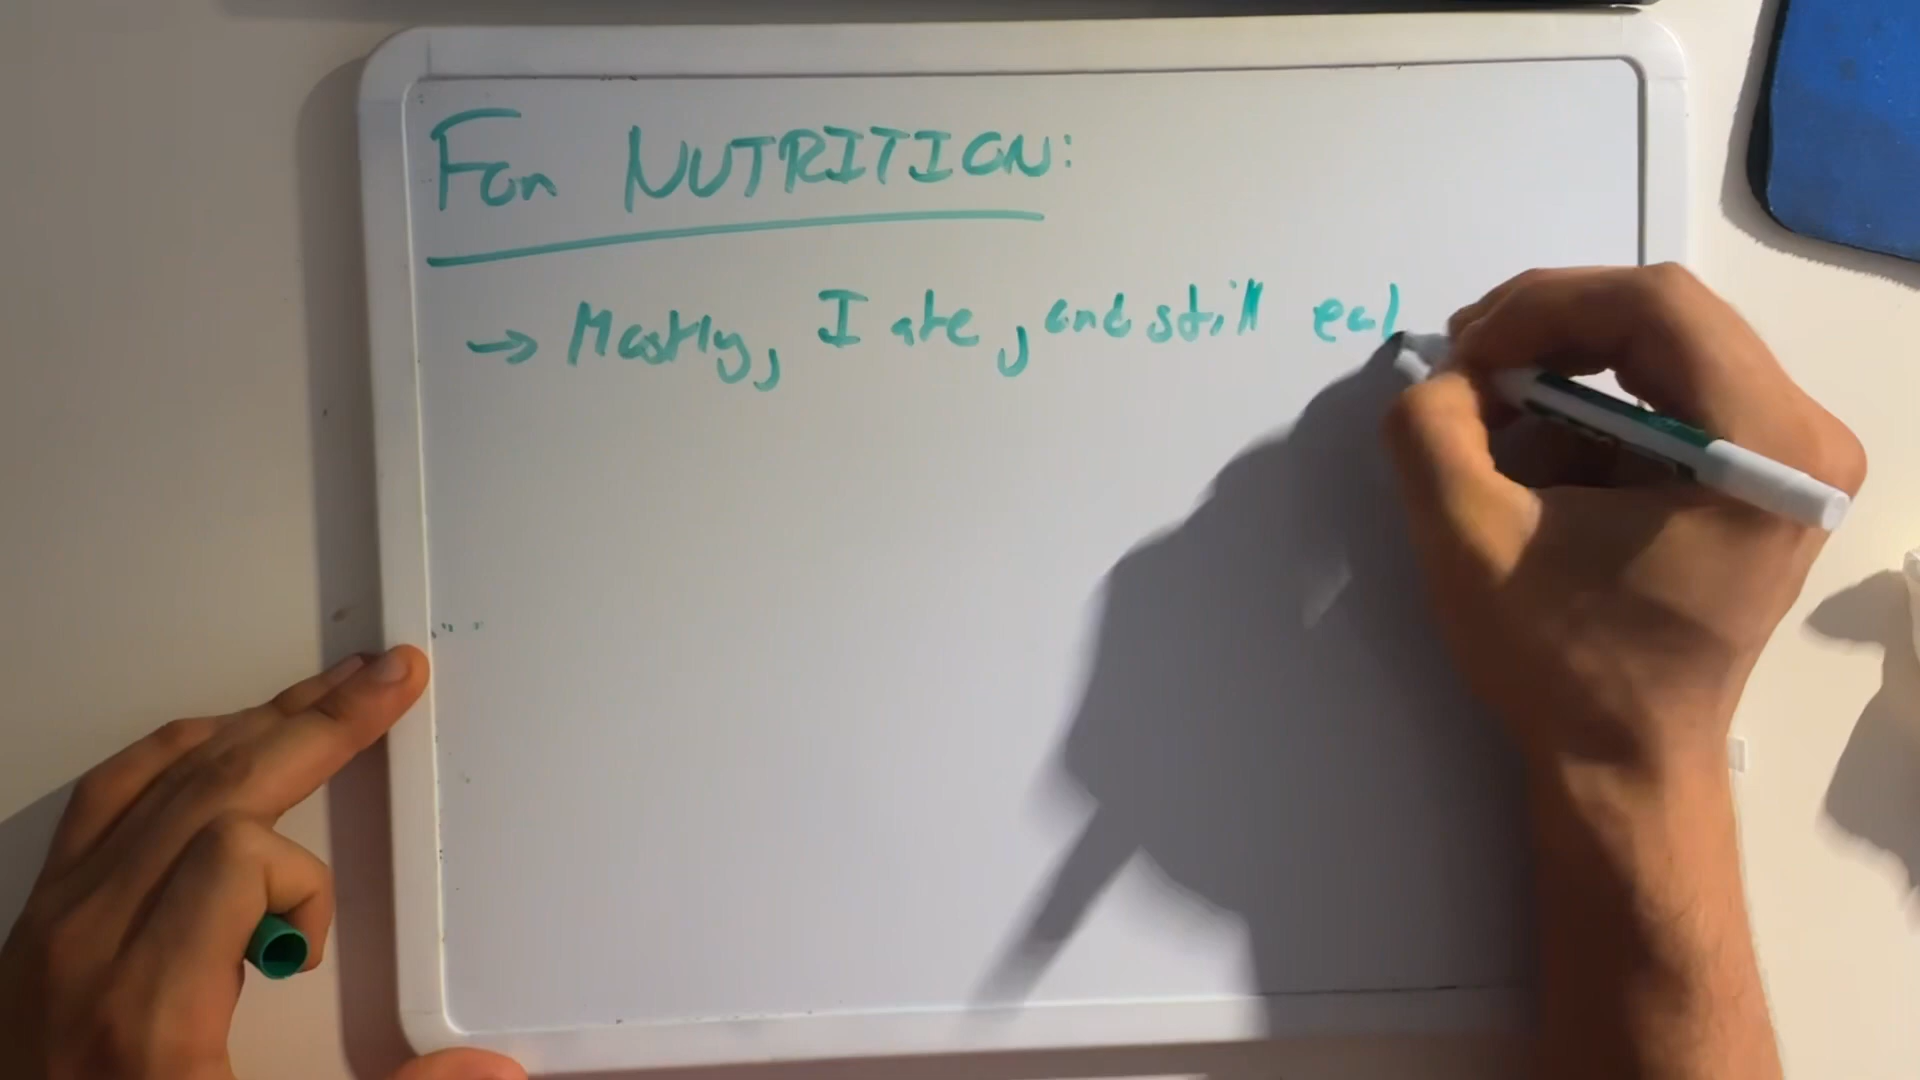 For NUTRITION:
→ Mostly, I ate, and still eat